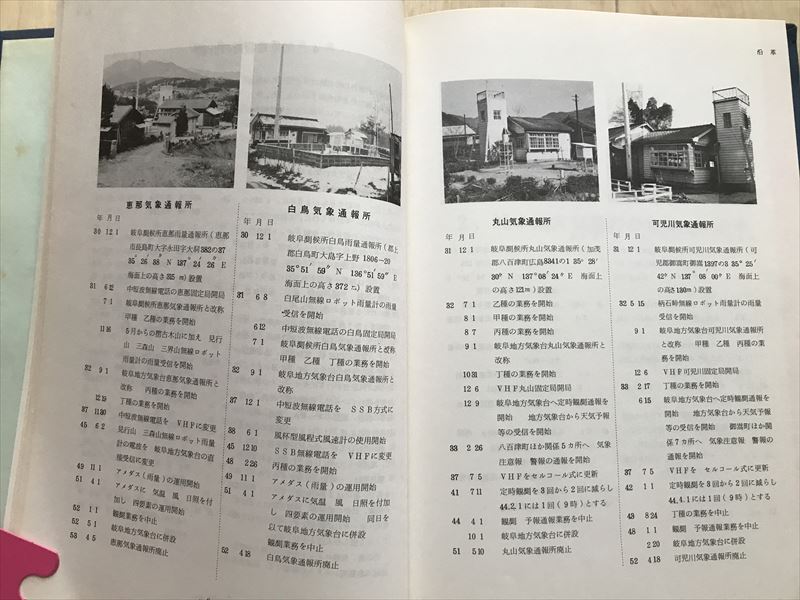 沿革
恵那気象通報所
年 月 日
30 12 1 岐阜測候所恵那雨量通報所(恵那
市長島町大字永田字大洞582の37
35°26′88″N 137°24′26″E
海面上の高さ315m)設置
31 6 12 中短波無線電話の恵那固定局開局
7 1 岐阜測候所恵那気象通報所と改称
甲種 乙種の業務を開始
11 16 5月からの熊古木山に加え 見行
山 三森山 三界山無線ロボット
雨量計の雨量受信を開始
32 9 1 岐阜地方気象台恵那気象通報所と
改称 丙種の業務を開始
12 19 丁種の業務を開始
37 11 30 中短波無線電話を VHFに変更
45 6 2 見行山 三森山無線ロボット雨量
計の電波を 岐阜地方気象台の直
接受信に変更
49 11 1 アメダス(雨量)の運用開始
51 4 1 アメダスに 気温 風 日照を付
加し 四要素の運用開始
52 1 1 観測業務を中止
52 5 1 岐阜地方気象台に併設
53 4 5 恵那気象通報所廃止
白鳥気象通報所
年 月 日
30 12 1 岐阜測候所白鳥雨量通報所(郡上
郡白鳥町大島字上野 1806-20
35°51′59″N 136°51′59″E
海面上の高さ372m)設置
31 6 8 白尾山無線ロボット雨量計の雨量
受信を開始
6 12 中短波無線電話の白鳥固定局開局
7 1 岐阜測候所白鳥気象通報所と改称
甲種 乙種 丁種の業務を開始
32 9 1 岐阜地方気象台白鳥気象通報所と
改称
37 12 1 中短波無線電話を SSB方式に
変更
38 6 1 風杯型風程式風速計の使用開始
45 12 10 SSB無線電話を VHFに変更
48 2 26 丙種の業務を開始
49 11 1 アメダス(雨量)の運用開始
51 4 1 アメダスに気温 風 日照を付加
し 四要素の運用開始 同日を
以て岐阜地方気象台に併設
観測業務を中止
52 4 18 白鳥気象通報所廃止
丸山気象通報所
年 月 日
31 12 1 岐阜測候所丸山気象通報所(加茂
郡八百津町広島8341の1 35°28′
30″N 137°08′24″E 海面上
の高さ121m)設置
32 7 1 乙種の業務を開始
8 1 甲種の業務を開始
8 7 丙種の業務を開始
9 1 岐阜地方気象台丸山気象通報所と
改称
10 31 丁種の業務を開始
12 6 VHF丸山固定局開局
12 9 岐阜地方気象台へ定時観測通報を
開始 地方気象台から天気予報
等の受信を開始
33 2 26 八百津町ほか関係5カ所へ 気象
注意報 警報の通報を開始
37 7 5 VHFをセルコール式に更新
41 7 11 定時観測を3回から2回に減らし
44.2.1には1回(9時)とする
44 4 1 観測 予報通報業務を中止
10 1 岐阜地方気象台に併設
51 5 10 丸山気象通報所廃止
可児川気象通報所
年 月 日
31 12 1 岐阜測候所可児川気象通報所(可
児郡御嵩町御嵩1397の3 35°25′
42″N 137°08′00″E 海面上
の高さ130m)設置
32 5 15 柄石峠無線ロボット雨量計の雨量
受信を開始
9 1 岐阜地方気象台可児川気象通報所
と改称 甲種 乙種 丙種の業
務を開始
12 6 VHF可児川固定局開局
33 2 17 丁種の業務を開始
6 15 岐阜地方気象台へ定時観測通報を
開始 地方気象台から天気予報
等の受信を開始 御嵩町ほか関
係7カ所へ 気象注意報 警報の
通報を開始
37 7 5 VHFをセルコール式に更新
42 1 1 定時観測を3回から2回に減らし
44.4.1には1回(9時)とする
49 8 24 丁種の業務を中止
48 1 1 観測 予報通報業務を中止
2 20 岐阜地方気象台に併設
52 4 18 可児川気象通報所廃止